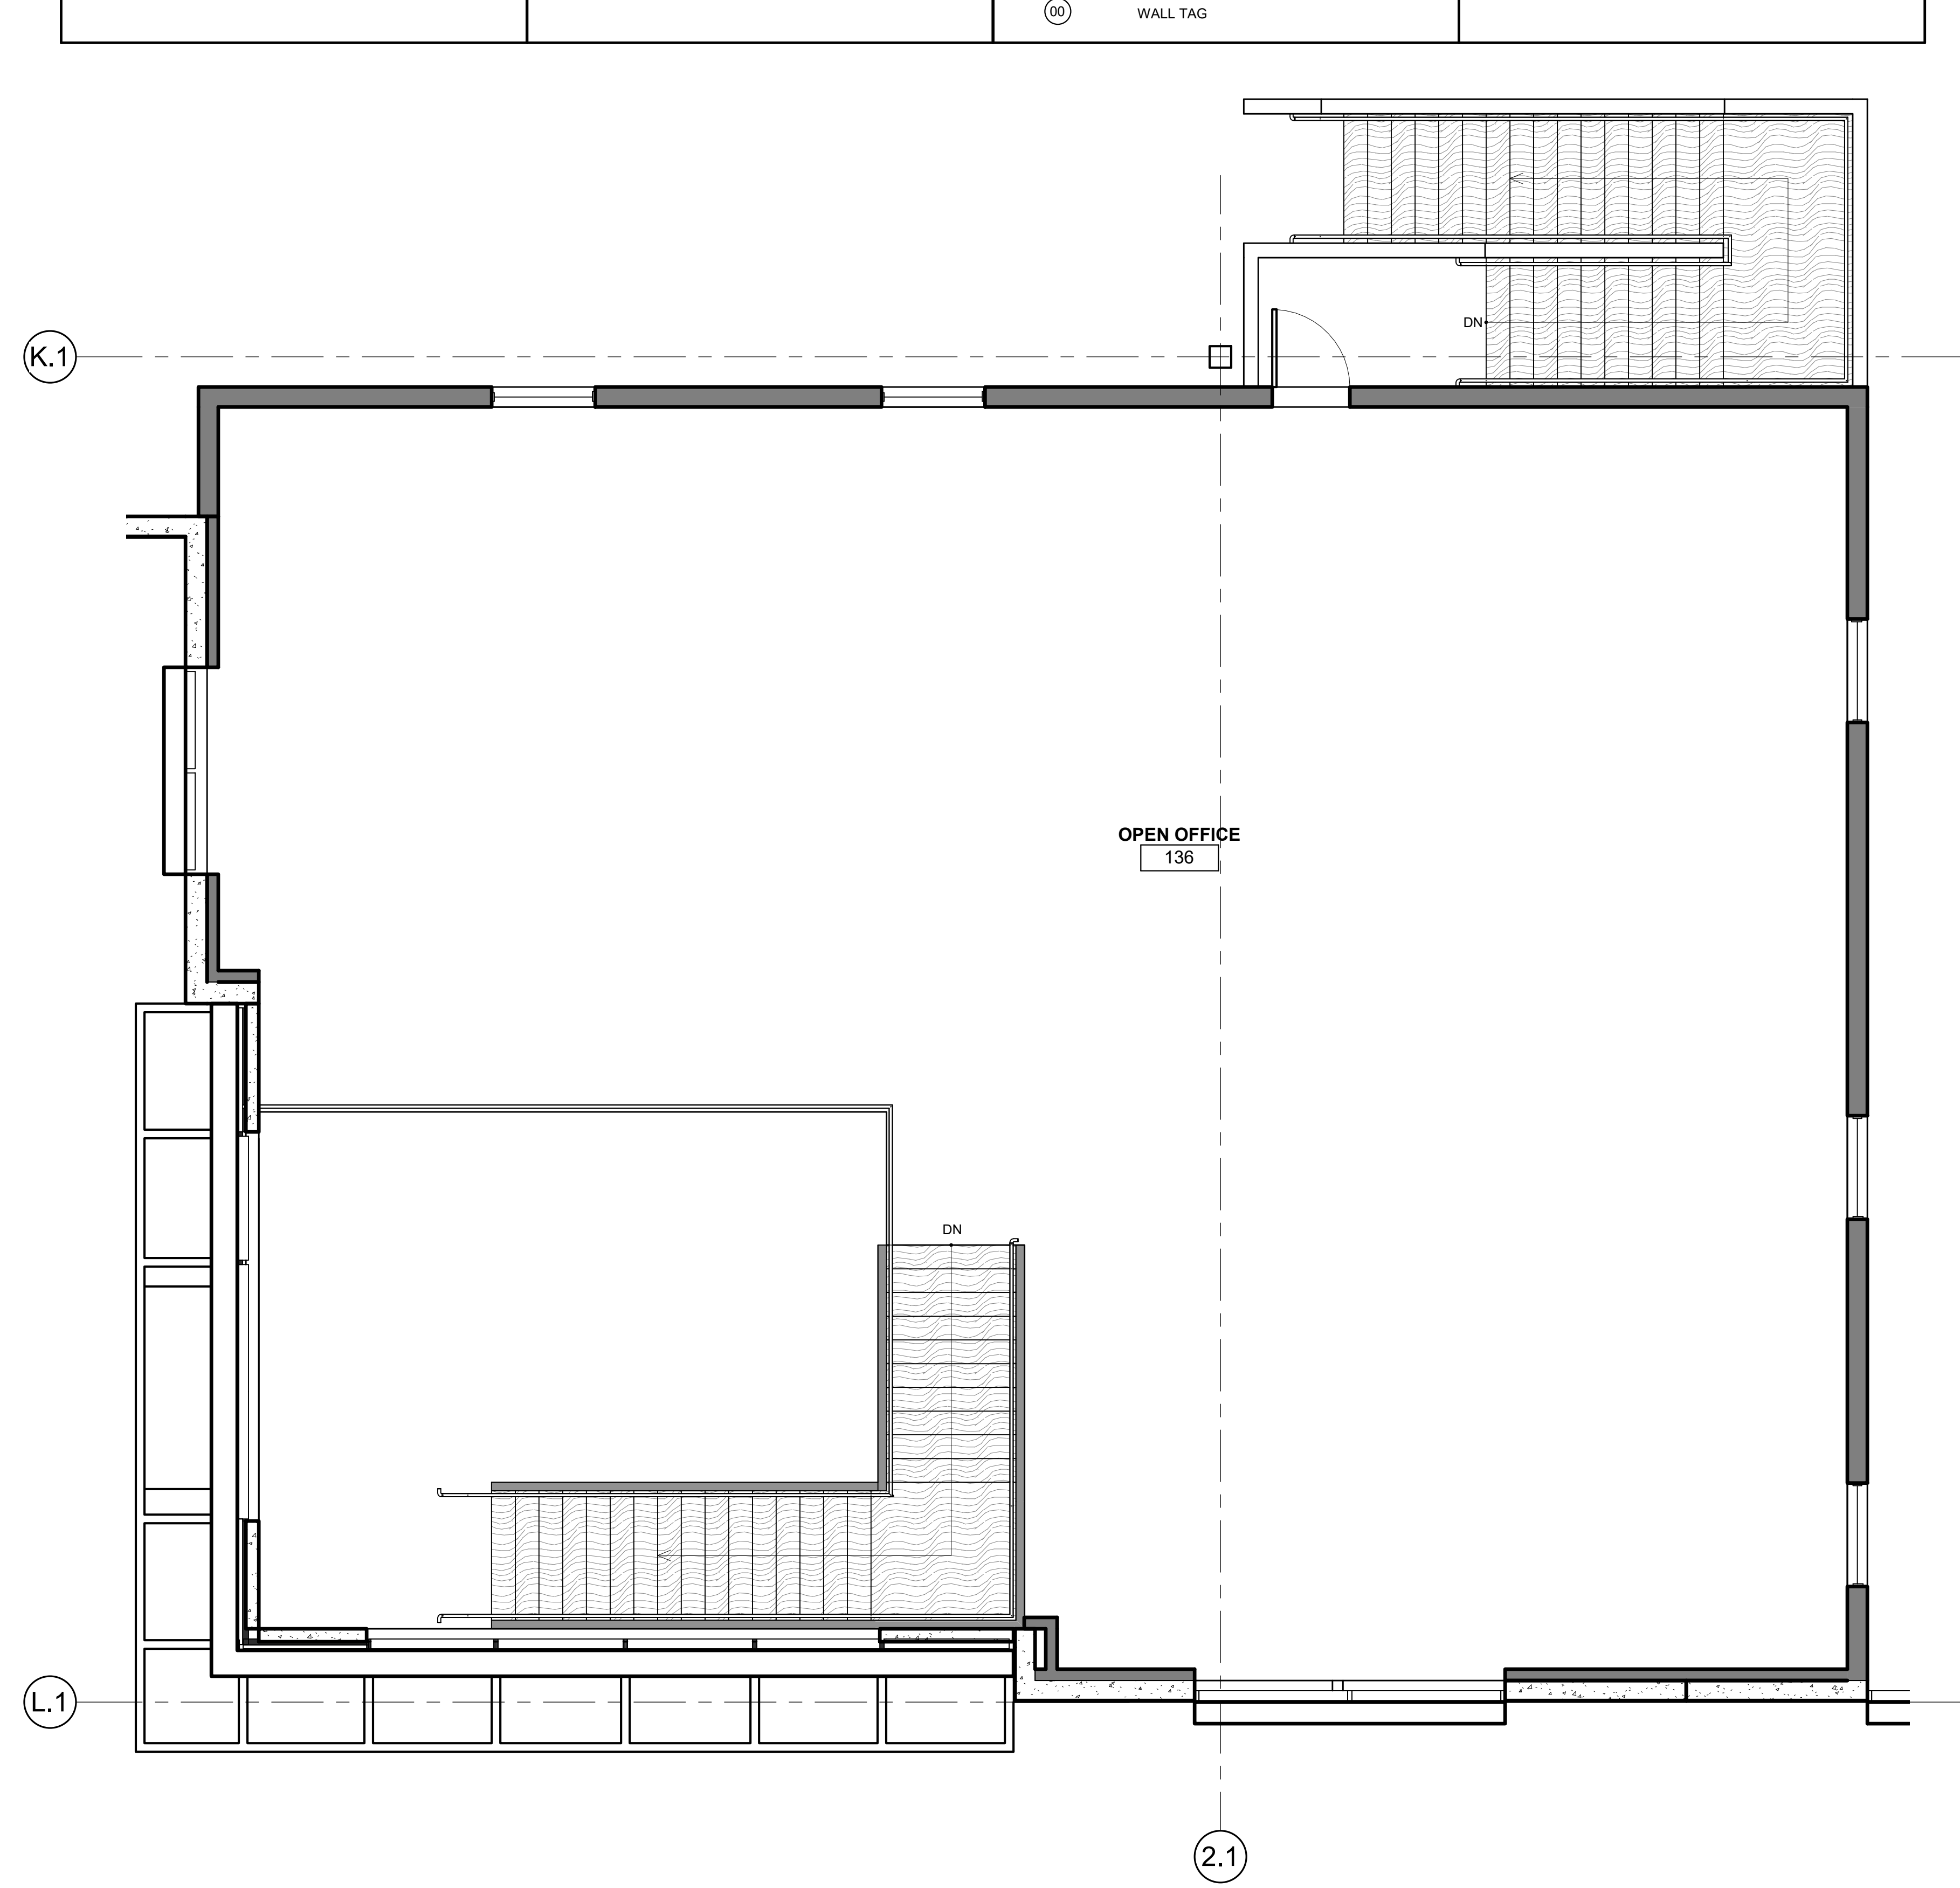 00 WALL TAG
DN
K.1
OPEN OFFICE
136
DN
L.1
2.1